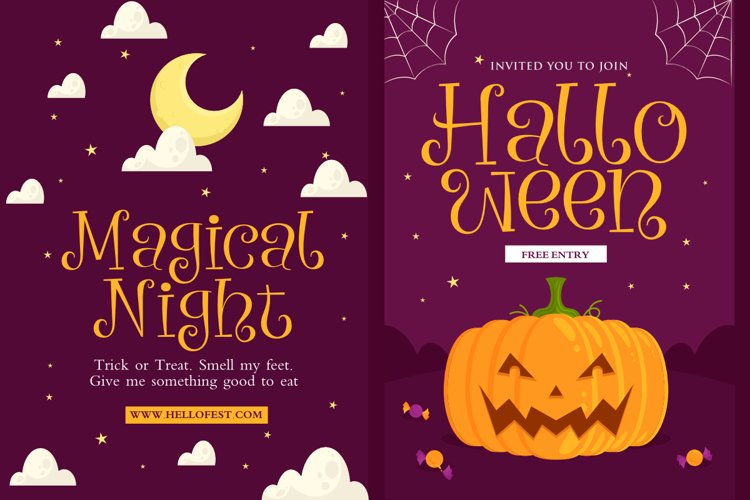 Magical
Night
Trick or Treat. Smell my feet.
Give me something good to eat
WWW.HELLOFEST.COM
INVITED YOU TO JOIN
Hallo
ween
FREE ENTRY